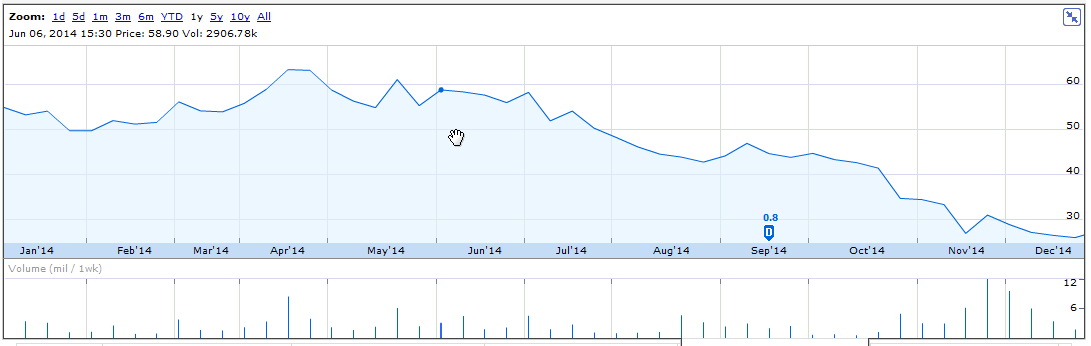 Zoom: 1d 5d 1m 3m 6m YTD 1y 5y 10y All
Jun 06, 2014 15:30 Price: 58.90 Vol: 2906.78k
60
50
40
30
0.8
D
Jan'14 Feb'14 Mar'14 Apr'14 May'14 Jun'14 Jul'14 Aug'14 Sep'14 Oct'14 Nov'14 Dec'14
Volume (mil / 1wk)
12
6